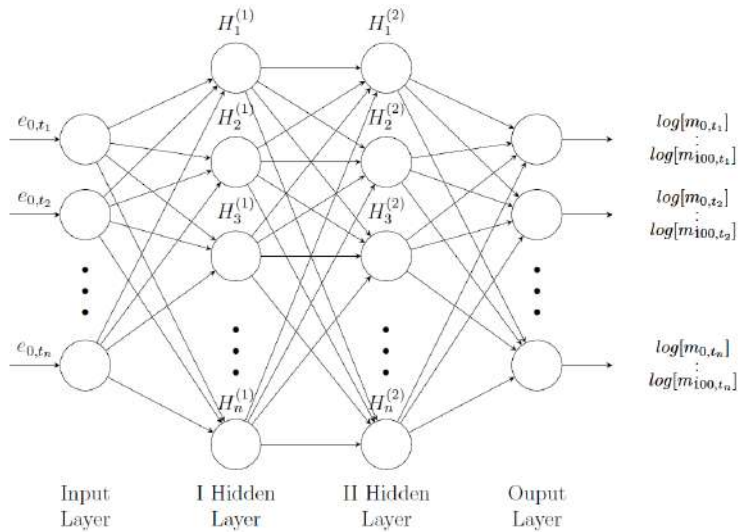 H_1^{(1)} H_1^{(2)}
e_{0,t_1} H_2^{(1)} H_2^{(2)} log[m_{0,t_1}]
⋮
log[m_{100,t_1}]
e_{0,t_2} H_3^{(1)} H_3^{(2)} log[m_{0,t_2}]
⋮
log[m_{100,t_2}]
e_{0,t_n} log[m_{0,t_n}]
⋮
log[m_{100,t_n}]
H_n^{(1)} H_n^{(2)}
Input I Hidden II Hidden Ouput
Layer Layer Layer Layer